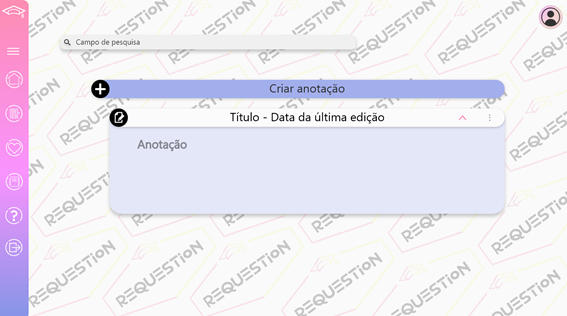 Campo de pesquisa
Criar anotação
Título - Data da última edição
Anotação
REQUESTION